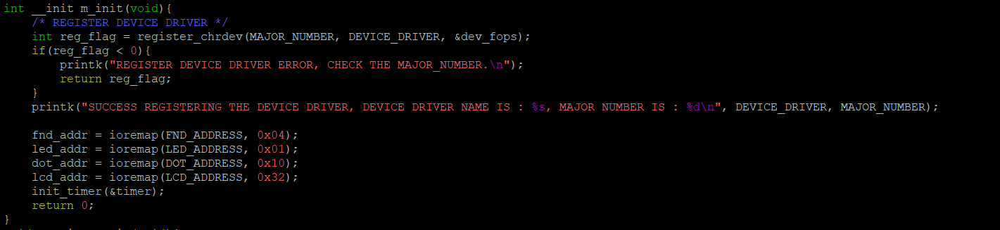 int __init m_init(void){
    /* REGISTER DEVICE DRIVER */
    int reg_flag = register_chrdev(MAJOR_NUMBER, DEVICE_DRIVER, &dev_fops);
    if(reg_flag < 0){
        printk("REGISTER DEVICE DRIVER ERROR, CHECK THE MAJOR_NUMBER.\n");
        return reg_flag;
    }
    printk("SUCCESS REGISTERING THE DEVICE DRIVER, DEVICE DRIVER NAME IS : %s, MAJOR NUMBER IS : %d\n", DEVICE_DRIVER, MAJOR_NUMBER);

    fnd_addr = ioremap(FND_ADDRESS, 0x04);
    led_addr = ioremap(LED_ADDRESS, 0x01);
    dot_addr = ioremap(DOT_ADDRESS, 0x10);
    lcd_addr = ioremap(LCD_ADDRESS, 0x32);
    init_timer(&timer);
    return 0;
}